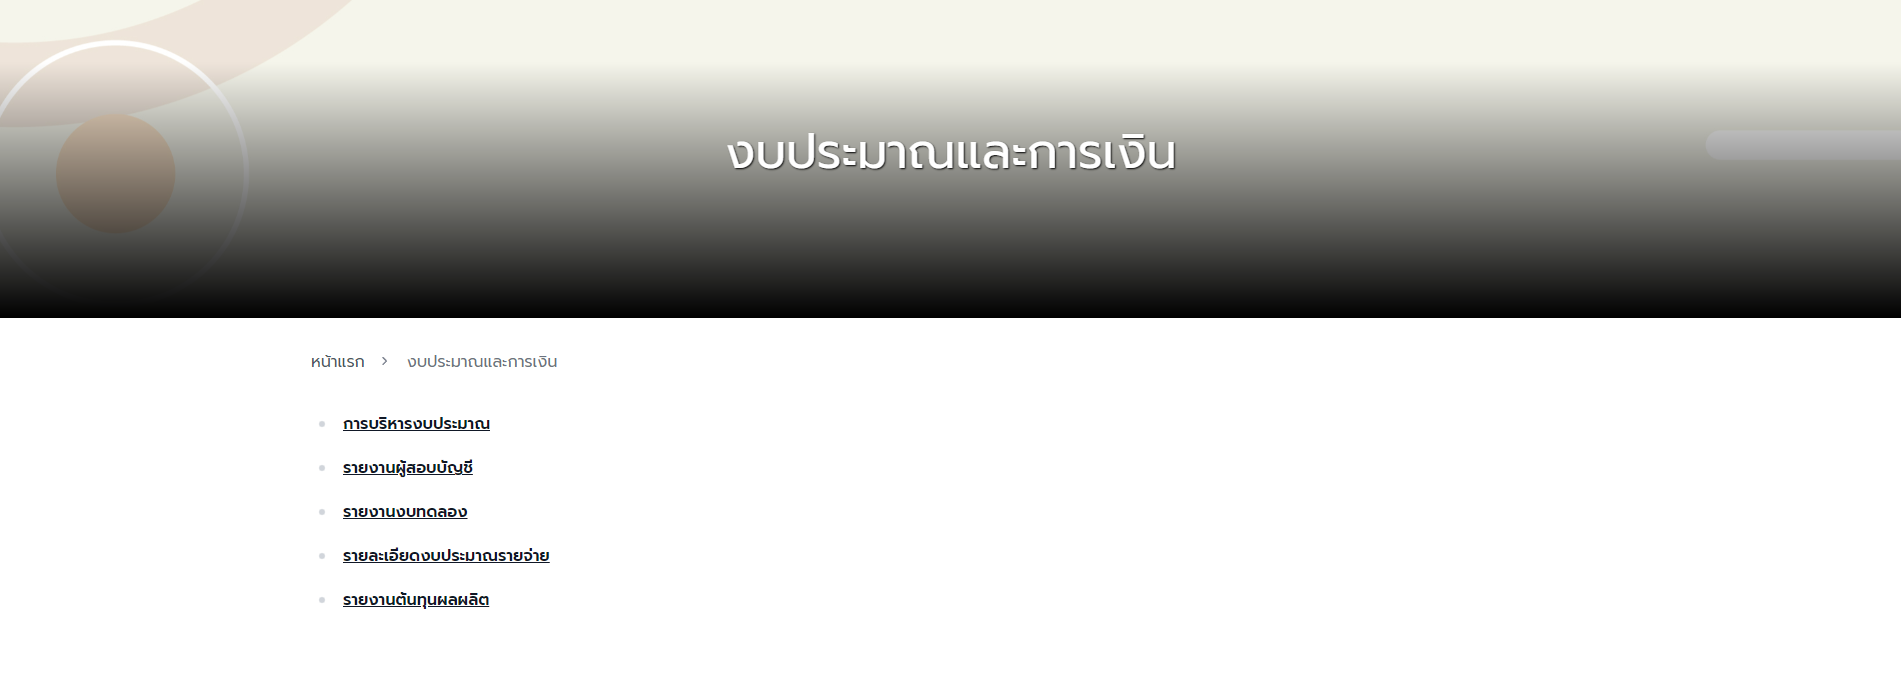 งบประมาณและการเงิน
หน้าแรก > งบประมาณและการเงิน
การบริหารงบประมาณ
รายงานผู้สอบบัญชี
รายงานงบทดลอง
รายละเอียดงบประมาณรายจ่าย
รายงานต้นทุนผลผลิต